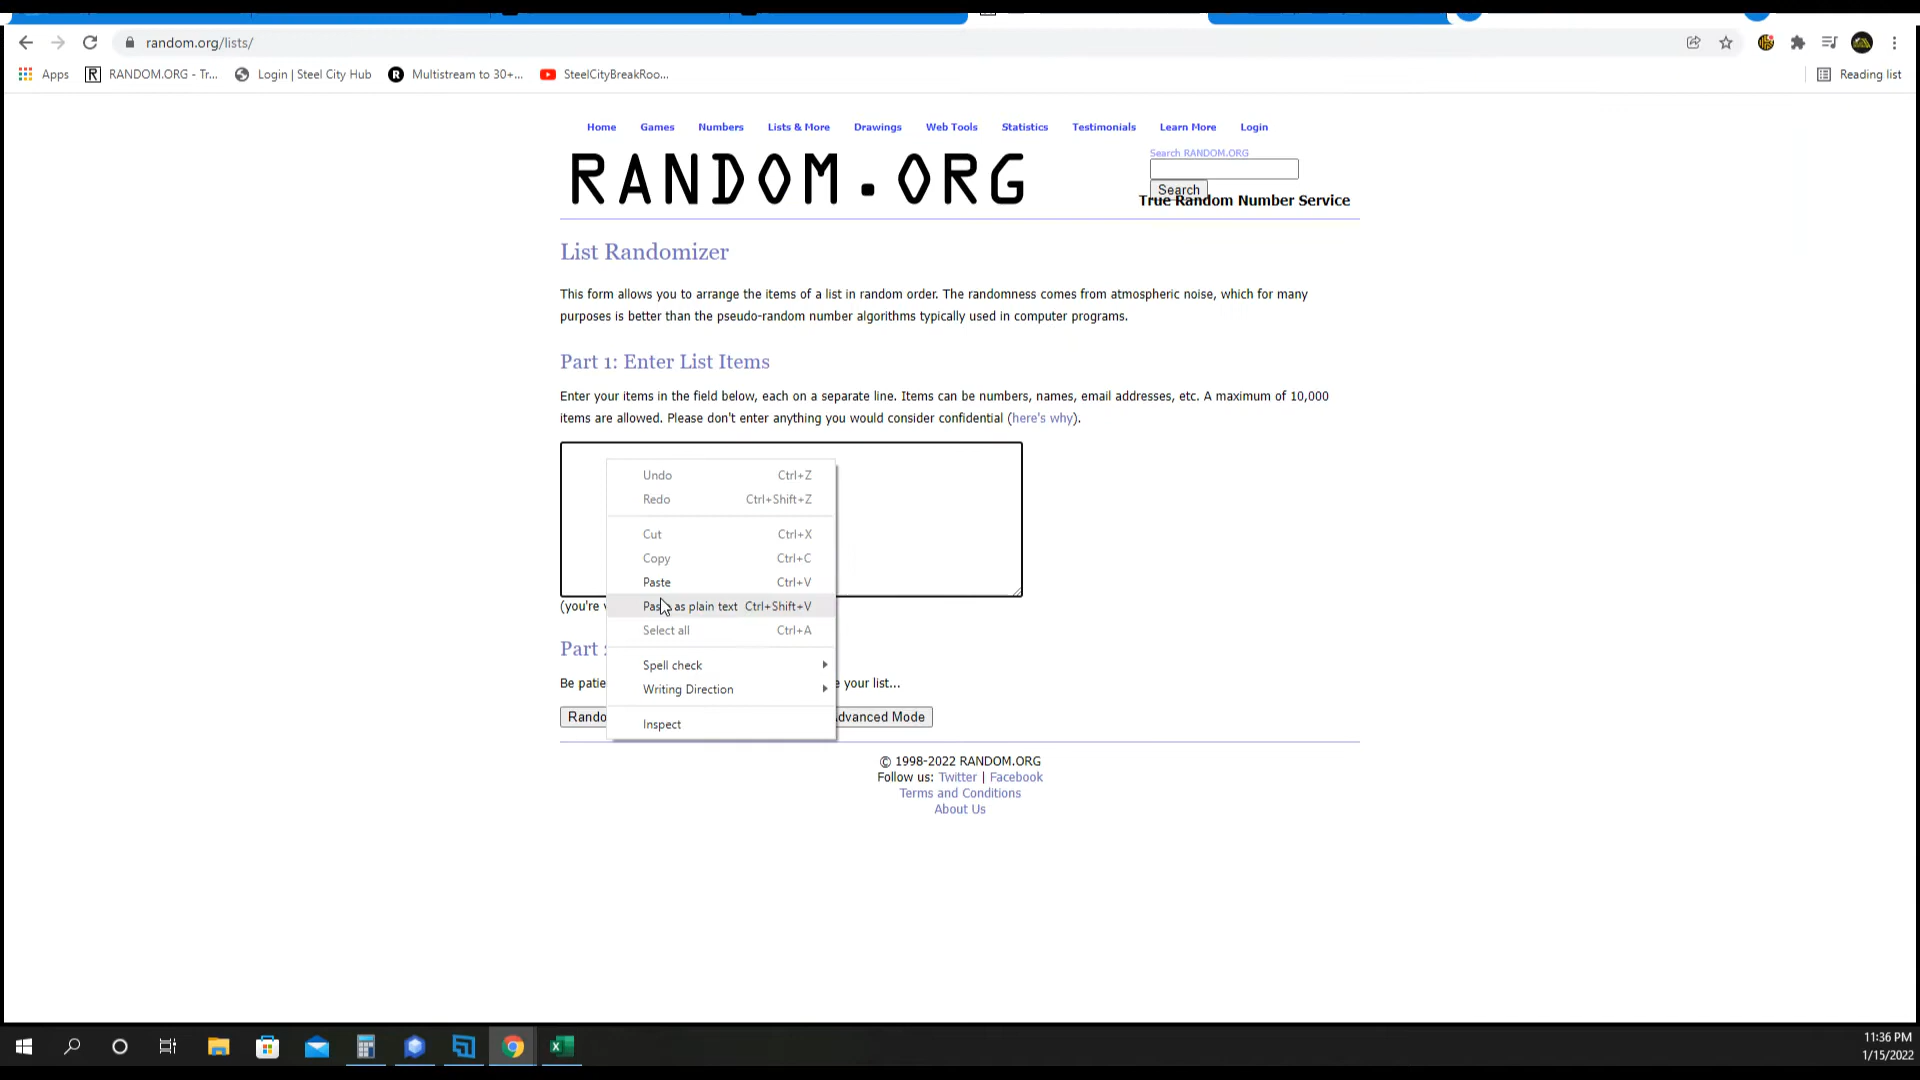 random.org/lists/
Apps
RANDOM.ORG - Tr...
Login | Steel City Hub
Multistream to 30+...
SteelCityBreakRoo...
Reading list
Home Games Numbers Lists & More Drawings Web Tools Statistics Testimonials Learn More Login
RANDOM.ORG
Search RANDOM.ORG
Search
True Random Number Service
List Randomizer
This form allows you to arrange the items of a list in random order. The randomness comes from atmospheric noise, which for many
purposes is better than the pseudo-random number algorithms typically used in computer programs.
Part 1: Enter List Items
Enter your items in the field below, each on a separate line. Items can be numbers, names, email addresses, etc. A maximum of 10,000
items are allowed. Please don't enter anything you would consider confidential (here's why).
Undo Ctrl+Z
Redo Ctrl+Shift+Z
Cut Ctrl+X
Copy Ctrl+C
Paste Ctrl+V
(you're
as plain text Ctrl+Shift+V
Select all Ctrl+A
Part
Spell check
Be patie
your list...
Writing Direction
Rando
dvanced Mode
Inspect
© 1998-2022 RANDOM.ORG
Follow us: Twitter | Facebook
Terms and Conditions
About Us
11:36 PM
1/15/2022